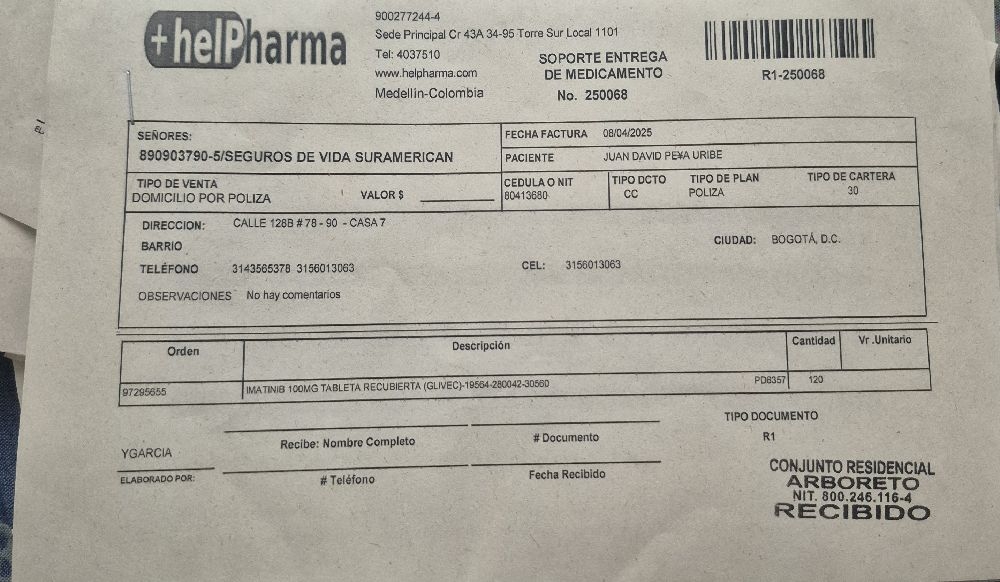 +helPharma
900277244-4
Sede Principal Cr 43A 34-95 Torre Sur Local 1101
Tel: 4037510
www.helpharma.com
Medellin-Colombia
SOPORTE ENTREGA
DE MEDICAMENTO
No. 250068
R1-250068
SEÑORES:
890903790-5/SEGUROS DE VIDA SURAMERICAN
FECHA FACTURA 08/04/2025
PACIENTE JUAN DAVID PE¥A URIBE
TIPO DE VENTA
DOMICILIO POR POLIZA
VALOR $
CEDULA O NIT
80413680
TIPO DCTO
CC
TIPO DE PLAN
POLIZA
TIPO DE CARTERA
30
DIRECCION: CALLE 128B # 78 - 90 - CASA 7
BARRIO
CIUDAD: BOGOTÁ, D.C.
TELÉFONO 3143565378 3156013063
CEL: 3156013063
OBSERVACIONES No hay comentarios
Orden Descripción Cantidad Vr .Unitario
97295655 IMATINIB 100MG TABLETA RECUBIERTA (GLIVEC)-19564-280042-30560 PD8357 120
TIPO DOCUMENTO
R1
Recibe: Nombre Completo # Documento
YGARCIA
ELABORADO POR: # Teléfono Fecha Recibido
CONJUNTO RESIDENCIAL
ARBORETO
NIT. 800.246.116-4
RECIBIDO